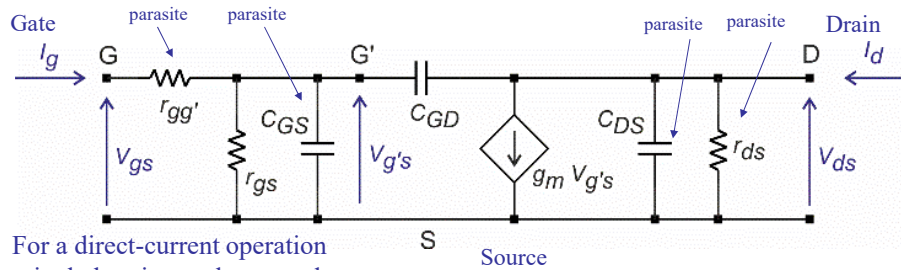 parasite
parasite
parasite
Gate
Drain
I_g
G
G'
D
I_d
r_gg'
C_GS
C_GD
C_DS
r_ds
V_gs
r_gs
V_g's
g_m V_g's
V_ds
S
Source
For a direct-current operation